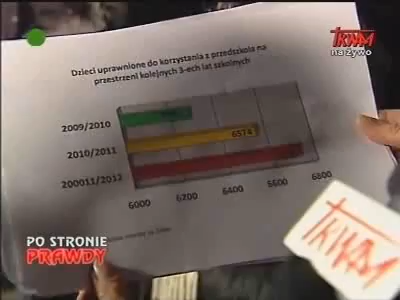 TRWAM
na żywo
Dzieci uprawnione do korzystania z przedszkola na
przestrzeni kolejnych 3-ech lat szkolnych
2009/2010
2010/2011
6574
200011/2012
6000 6200 6400 6600 6800
PO STRONIE
PRAWDY
TRWAM